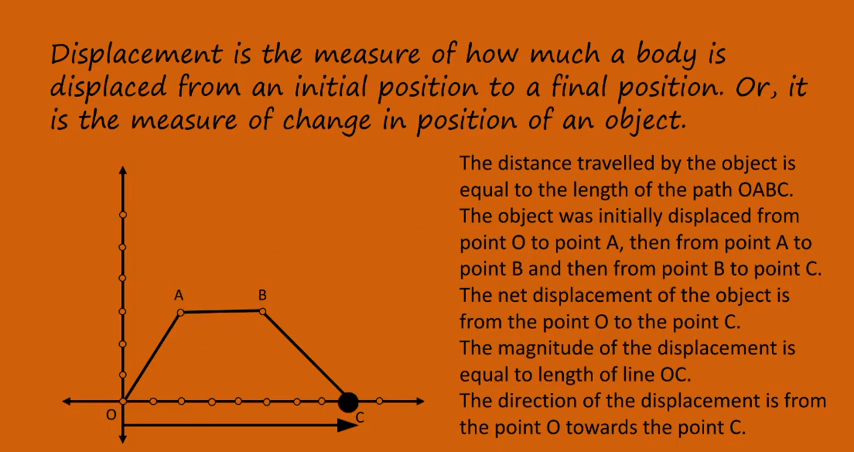 Displacement is the measure of how much a body is
displaced from an initial position to a final position. Or, it
is the measure of change in position of an object.
The distance travelled by the object is
equal to the length of the path OABC.
The object was initially displaced from
point O to point A, then from point A to
point B and then from point B to point C.
The net displacement of the object is
from the point O to the point C.
The magnitude of the displacement is
equal to length of line OC.
The direction of the displacement is from
the point O towards the point C.
A
B
O
C